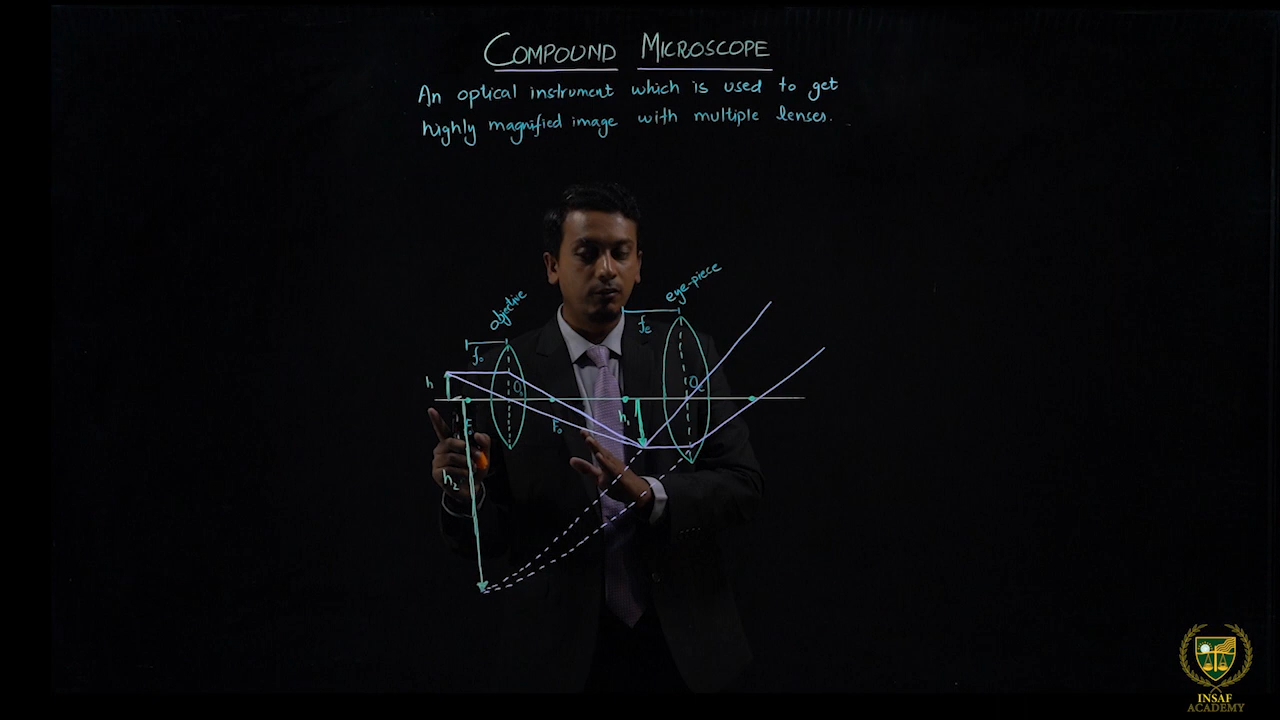 COMPOUND MICROSCOPE
An optical instrument which is used to get
highly magnified image with multiple lenses.
eye-piece
objective
fe
fo
h
h1
Fo
Fo
h2
INSAF
ACADEMY